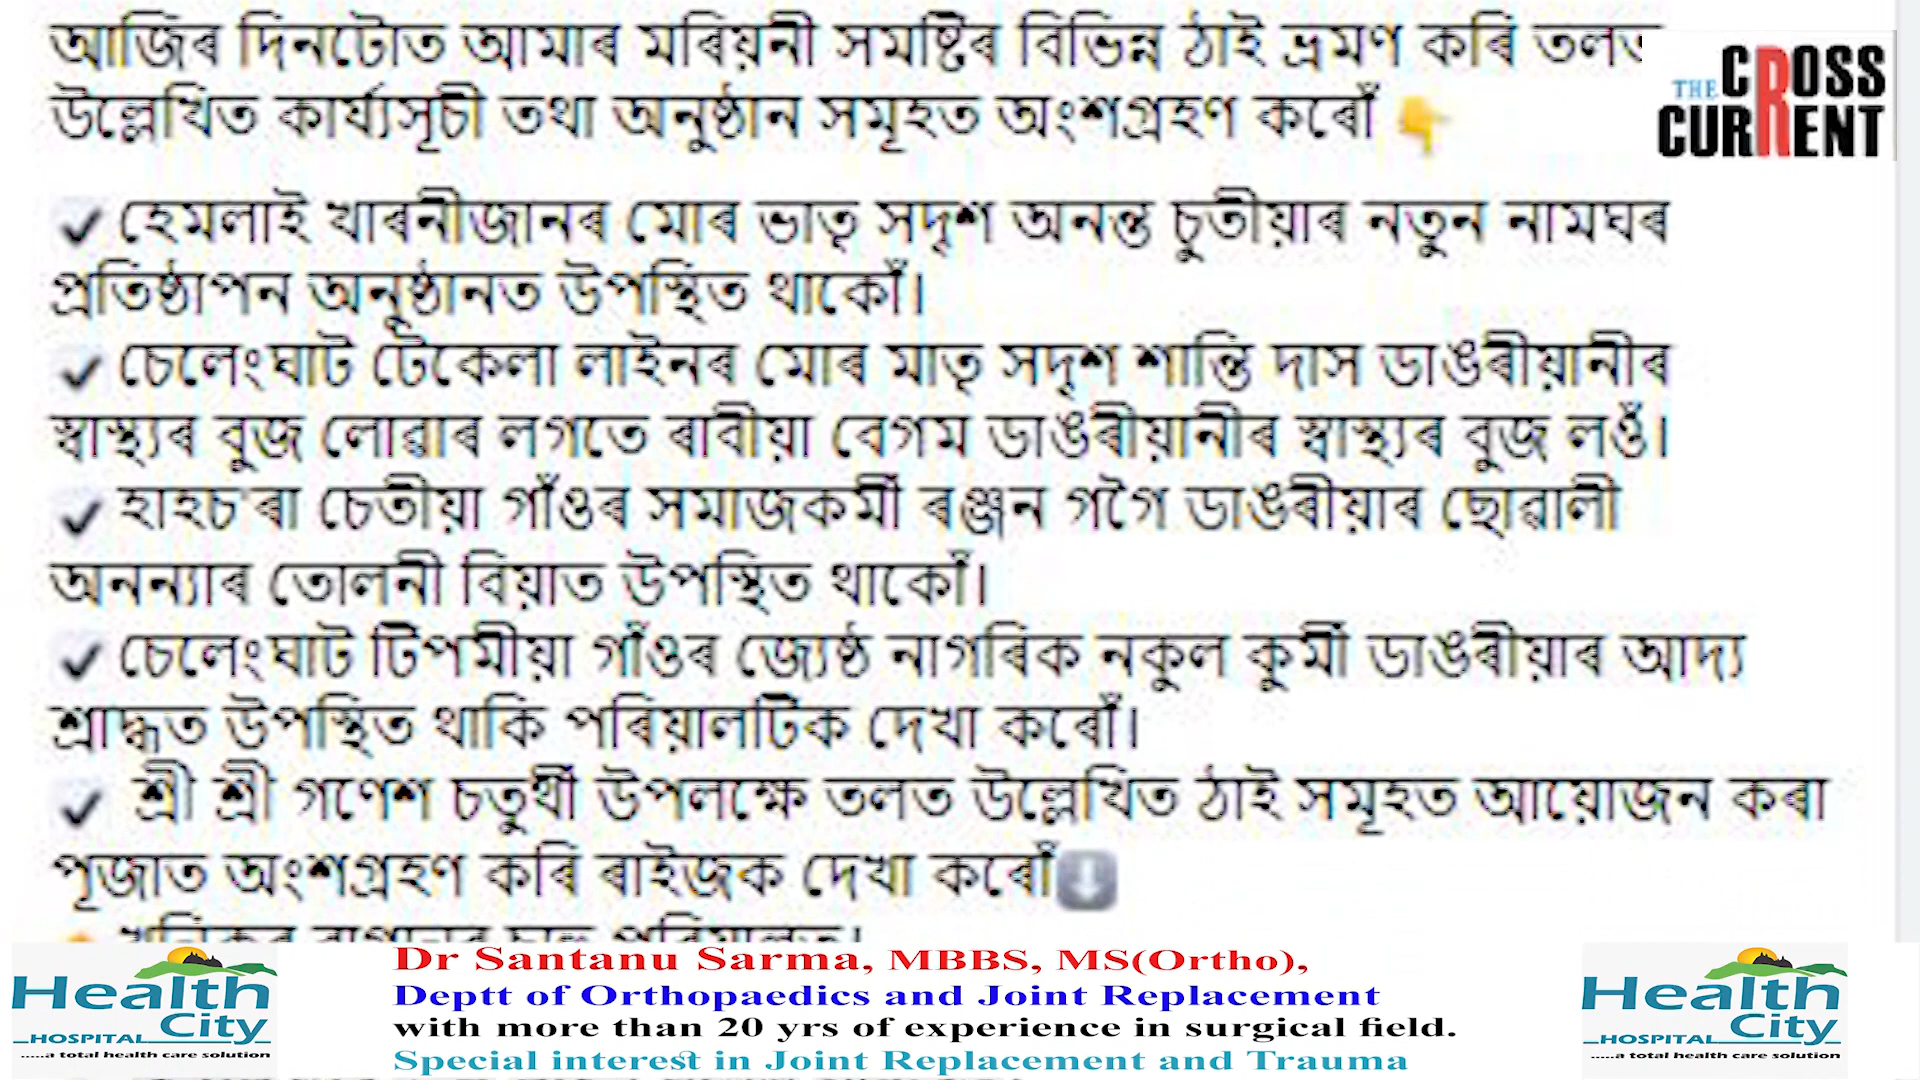 আজিৰ দিনটোত আমাৰ মৰিয়নী সমষ্টিৰ বিভিন্ন ঠাই ভ্ৰমণ কৰি তলত
উল্লেখিত কাৰ্য্যসূচী তথা অনুষ্ঠান সমূহত অংশগ্ৰহণ কৰোঁ 👇
THE CROSS
CURRENT
✔ হেমলাই খাৰনীজানৰ মোৰ ভাতৃ সদৃশ অনন্ত চুতীয়াৰ নতুন নামঘৰ
প্ৰতিষ্ঠাপন অনুষ্ঠানত উপস্থিত থাকোঁ।
✔ চেলেংঘাট টেকেলা লাইনৰ মোৰ মাতৃ সদৃশ শান্তি দাস ডাঙৰীয়ানীৰ
স্বাস্থ্যৰ বুজ লোৱাৰ লগতে ৰাবীয়া বেগম ডাঙৰীয়ানীৰ স্বাস্থ্যৰ বুজ লওঁ।
✔ হাহচ'ৰা চেতীয়া গাঁওৰ সমাজকৰ্মী ৰঞ্জন গগৈ ডাঙৰীয়াৰ ছোৱালী
অনন্যাৰ তোলনী বিয়াত উপস্থিত থাকোঁ।
✔ চেলেংঘাট টিপমীয়া গাঁওৰ জ্যেষ্ঠ নাগৰিক নকুল কুৰ্মী ডাঙৰীয়াৰ আদ্য
শ্ৰাদ্ধত উপস্থিত থাকি পৰিয়ালটিক দেখা কৰোঁ।
✔ শ্ৰী শ্ৰী গণেশ চতুৰ্থী উপলক্ষে তলত উল্লেখিত ঠাই সমূহত আয়োজন কৰা
পূজাত অংশগ্ৰহণ কৰি ৰাইজক দেখা কৰোঁ⬇
Health
City
HOSPITAL
.....a total health care solution
Dr Santanu Sarma, MBBS, MS(Ortho),
Deptt of Orthopaedics and Joint Replacement
with more than 20 yrs of experience in surgical field.
Special interest in Joint Replacement and Trauma
Health
City
HOSPITAL
.....a total health care solution